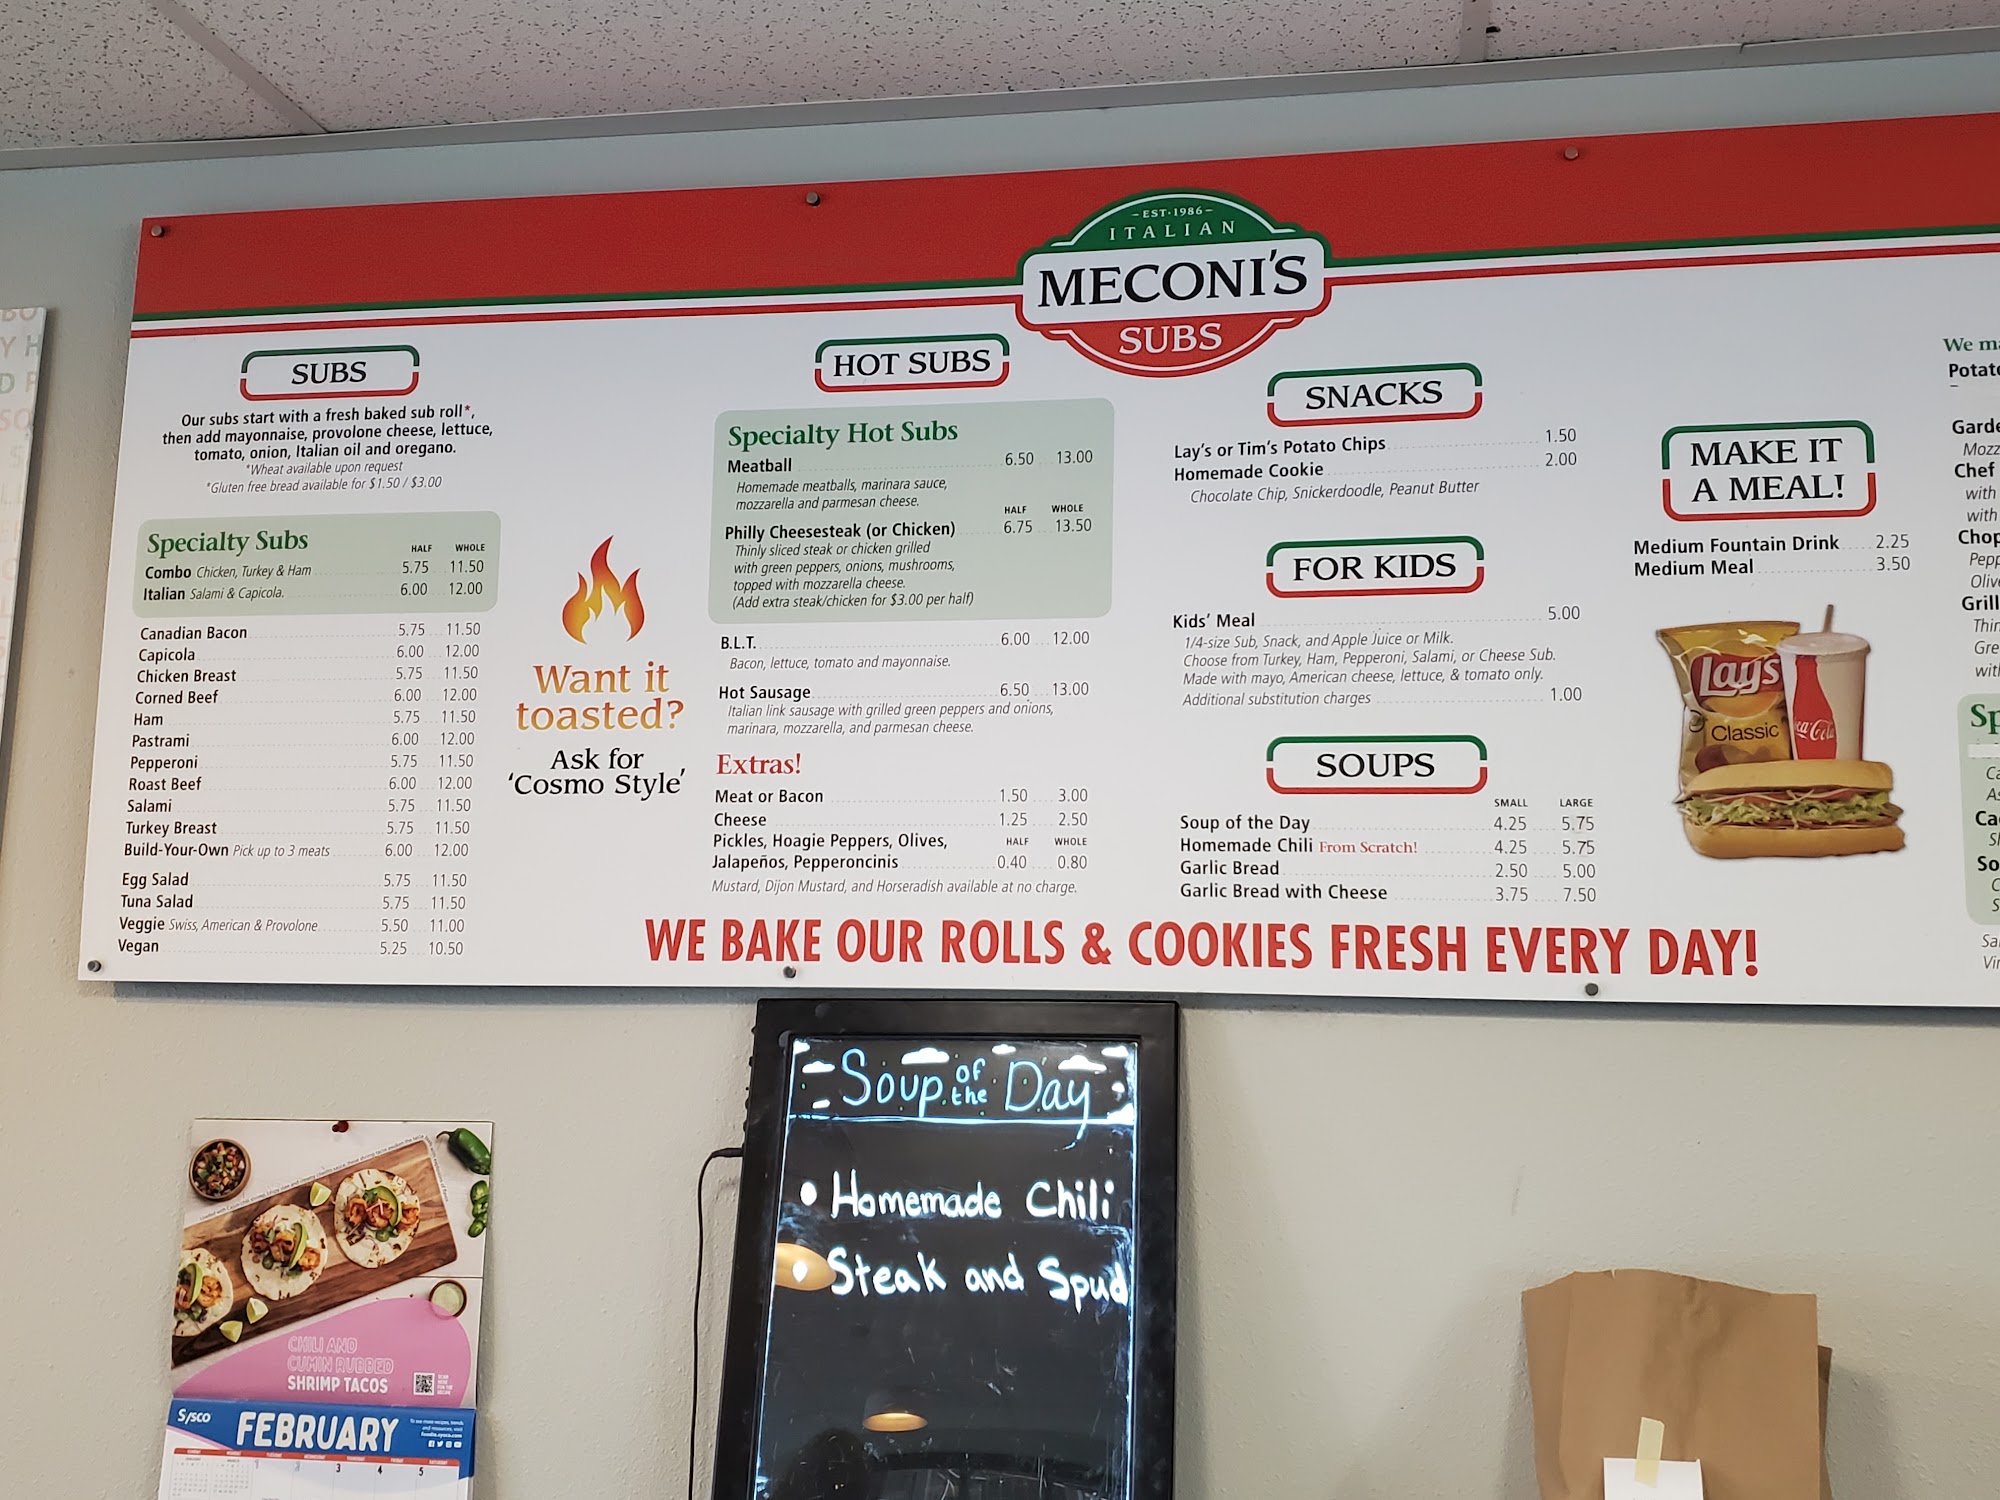 - EST·1986 -
ITALIAN
MECONI'S
SUBS
SUBS
Our subs start with a fresh baked sub roll*,
then add mayonnaise, provolone cheese, lettuce,
tomato, onion, Italian oil and oregano.
*Wheat available upon request
*Gluten free bread available for $1.50 / $3.00
Specialty Subs
HALF WHOLE
Combo Chicken, Turkey & Ham 5.75 11.50
Italian Salami & Capicola. 6.00 12.00
Canadian Bacon 5.75 11.50
Capicola 6.00 12.00
Chicken Breast 5.75 11.50
Corned Beef 6.00 12.00
Ham 5.75 11.50
Pastrami 6.00 12.00
Pepperoni 5.75 11.50
Roast Beef 6.00 12.00
Salami 5.75 11.50
Turkey Breast 5.75 11.50
Build-Your-Own Pick up to 3 meats 6.00 12.00
Egg Salad 5.75 11.50
Tuna Salad 5.75 11.50
Veggie Swiss, American & Provolone 5.50 11.00
Vegan 5.25 10.50
Want it
toasted?
Ask for
'Cosmo Style'
HOT SUBS
Specialty Hot Subs
Meatball 6.50 13.00
Homemade meatballs, marinara sauce,
mozzarella and parmesan cheese.
HALF WHOLE
Philly Cheesesteak (or Chicken) 6.75 13.50
Thinly sliced steak or chicken grilled
with green peppers, onions, mushrooms,
topped with mozzarella cheese.
(Add extra steak/chicken for $3.00 per half)
B.L.T. 6.00 12.00
Bacon, lettuce, tomato and mayonnaise.
Hot Sausage 6.50 13.00
Italian link sausage with grilled green peppers and onions,
marinara, mozzarella, and parmesan cheese.
Extras!
Meat or Bacon 1.50 3.00
Cheese 1.25 2.50
Pickles, Hoagie Peppers, Olives, HALF WHOLE
Jalapeños, Pepperoncinis 0.40 0.80
Mustard, Dijon Mustard, and Horseradish available at no charge.
SNACKS
Lay's or Tim's Potato Chips 1.50
Homemade Cookie 2.00
Chocolate Chip, Snickerdoodle, Peanut Butter
FOR KIDS
Kids' Meal 5.00
1/4-size Sub, Snack, and Apple Juice or Milk.
Choose from Turkey, Ham, Pepperoni, Salami, or Cheese Sub.
Made with mayo, American cheese, lettuce, & tomato only.
Additional substitution charges 1.00
SOUPS
SMALL LARGE
Soup of the Day 4.25 5.75
Homemade Chili From Scratch! 4.25 5.75
Garlic Bread 2.50 5.00
Garlic Bread with Cheese 3.75 7.50
MAKE IT
A MEAL!
Medium Fountain Drink 2.25
Medium Meal 3.50
Lay's
Classic
WE BAKE OUR ROLLS & COOKIES FRESH EVERY DAY!
We
with
with
with
Soup of the Day
• Homemade Chili
• Steak and Spud
CHILI AND
CUMIN RUBBED
SHRIMP TACOS
Sysco
FEBRUARY
3 4 5